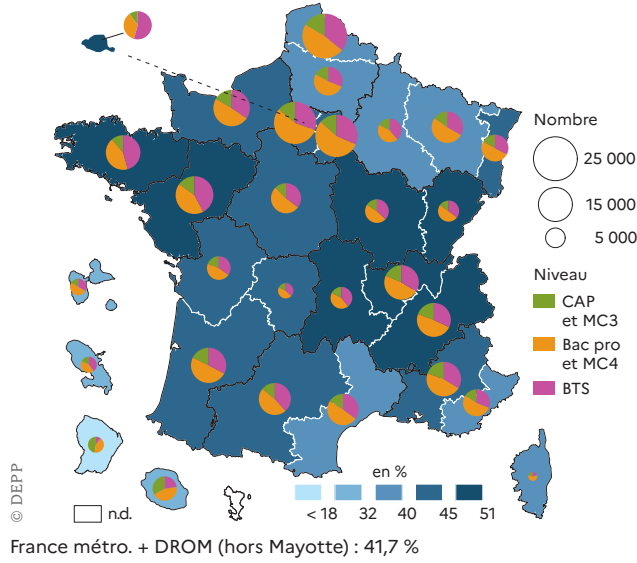 Nombre
25 000
15 000
5 000
Niveau
CAP
et MC3
Bac pro
et MC4
BTS
© DEPP
n.d.
en %
< 18 32 40 45 51
France métro. + DROM (hors Mayotte) : 41,7 %